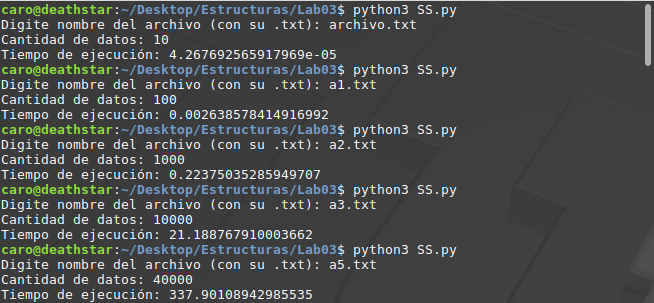 caro@deathstar:~/Desktop/Estructuras/Lab03$ python3 SS.py
Digite nombre del archivo (con su .txt): archivo.txt
Cantidad de datos: 10
Tiempo de ejecución: 4.267692565917969e-05
caro@deathstar:~/Desktop/Estructuras/Lab03$ python3 SS.py
Digite nombre del archivo (con su .txt): a1.txt
Cantidad de datos: 100
Tiempo de ejecución: 0.002638578414916992
caro@deathstar:~/Desktop/Estructuras/Lab03$ python3 SS.py
Digite nombre del archivo (con su .txt): a2.txt
Cantidad de datos: 1000
Tiempo de ejecución: 0.22375035285949707
caro@deathstar:~/Desktop/Estructuras/Lab03$ python3 SS.py
Digite nombre del archivo (con su .txt): a3.txt
Cantidad de datos: 10000
Tiempo de ejecución: 21.188767910003662
caro@deathstar:~/Desktop/Estructuras/Lab03$ python3 SS.py
Digite nombre del archivo (con su .txt): a5.txt
Cantidad de datos: 40000
Tiempo de ejecución: 337.90108942985535